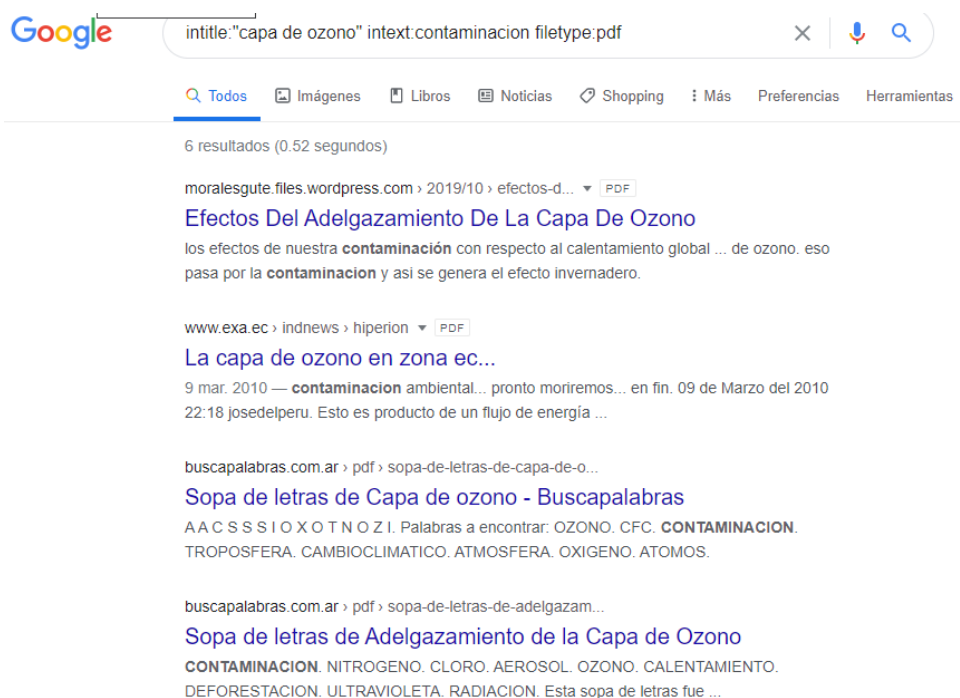 Google
intitle:"capa de ozono" intext:contaminacion filetype:pdf
Todos Imágenes Libros Noticias Shopping Más Preferencias Herramientas
6 resultados (0.52 segundos)
moralesgute.files.wordpress.com › 2019/10 › efectos-d... PDF
Efectos Del Adelgazamiento De La Capa De Ozono
los efectos de nuestra contaminación con respecto al calentamiento global ... de ozono. eso
pasa por la contaminacion y asi se genera el efecto invernadero.
www.exa.ec › indnews › hiperion PDF
La capa de ozono en zona ec...
9 mar. 2010 — contaminacion ambiental... pronto moriremos... en fin. 09 de Marzo del 2010
22:18 josedelperu. Esto es producto de un flujo de energía ...
buscapalabras.com.ar › pdf › sopa-de-letras-de-capa-de-o...
Sopa de letras de Capa de ozono - Buscapalabras
A A C S S S I O X O T N O Z I. Palabras a encontrar: OZONO. CFC. CONTAMINACION.
TROPOSFERA. CAMBIOCLIMATICO. ATMOSFERA. OXIGENO. ATOMOS.
buscapalabras.com.ar › pdf › sopa-de-letras-de-adelgazam...
Sopa de letras de Adelgazamiento de la Capa de Ozono
CONTAMINACION. NITROGENO. CLORO. AEROSOL. OZONO. CALENTAMIENTO.
DEFORESTACION. ULTRAVIOLETA. RADIACION. Esta sopa de letras fue ...